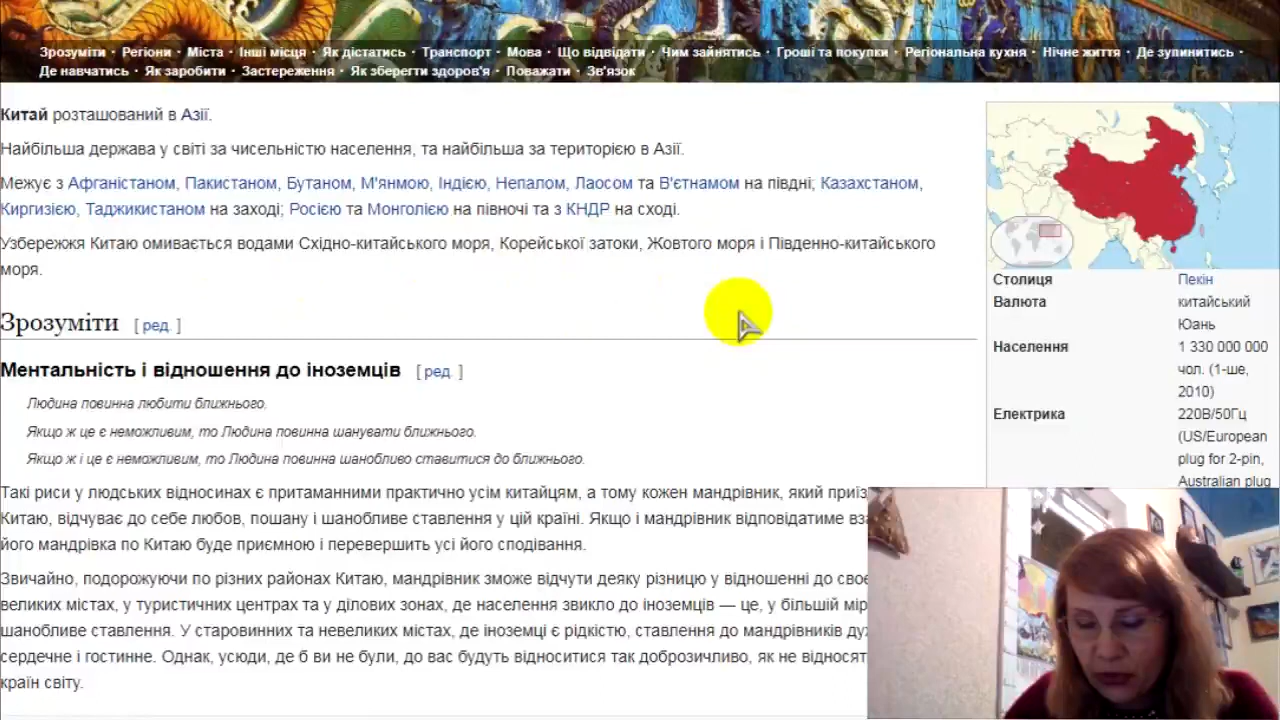 Зрозуміти · Регіони · Міста · Інші місця · Як дістатись · Транспорт · Мова · Що відвідати · Чим зайнятись · Гроші та покупки · Регіональна кухня · Нічне життя · Де зупинитись ·
Де навчатись · Як заробити · Застереження · Як зберегти здоров'я · Поважати · Зв'язок
Китай розташований в Азії.
Найбільша держава у світі за чисельністю населення, та найбільша за територією в Азії.
Межує з Афганістаном, Пакистаном, Бутаном, М'янмою, Індією, Непалом, Лаосом та В'єтнамом на півдні; Казахстаном,
Киргизією, Таджикистаном на заході; Росією та Монголією на півночі та з КНДР на сході.
Узбережжя Китаю омивається водами Східно-китайського моря, Корейської затоки, Жовтого моря і Південно-китайського
моря.
Столиця Пекін
Валюта китайський
Юань
Населення 1 330 000 000
чол. (1-ше,
2010)
Електрика 220В/50Гц
(US/European
plug for 2-pin,
Australian plug
Зрозуміти [ ред. ]
Ментальність і відношення до іноземців [ ред. ]
Людина повинна любити ближнього.
Якщо ж це є неможливим, то Людина повинна шанувати ближнього.
Якщо ж і це є неможливим, то Людина повинна шанобливо ставитися до ближнього.
Такі риси у людських відносинах є притаманними практично усім китайцям, а тому кожен мандрівник, який приїз
Китаю, відчуває до себе любов, пошану і шанобливе ставлення у цій країні. Якщо і мандрівник відповідатиме вз
його мандрівка по Китаю буде приємною і перевершить усі його сподівання.
Звичайно, подорожуючи по різних районах Китаю, мандрівник зможе відчути деяку різницю у відношенні до сво
великих містах, у туристичних центрах та у ділових зонах, де населення звикло до іноземців — це, у більшій мір
шанобливе ставлення. У старовинних та невеликих містах, де іноземці є рідкістю, ставлення до мандрівників ду
сердечне і гостинне. Однак, усюди, де б ви не були, до вас будуть відноситися так доброзичливо, як не відносят
країн світу.